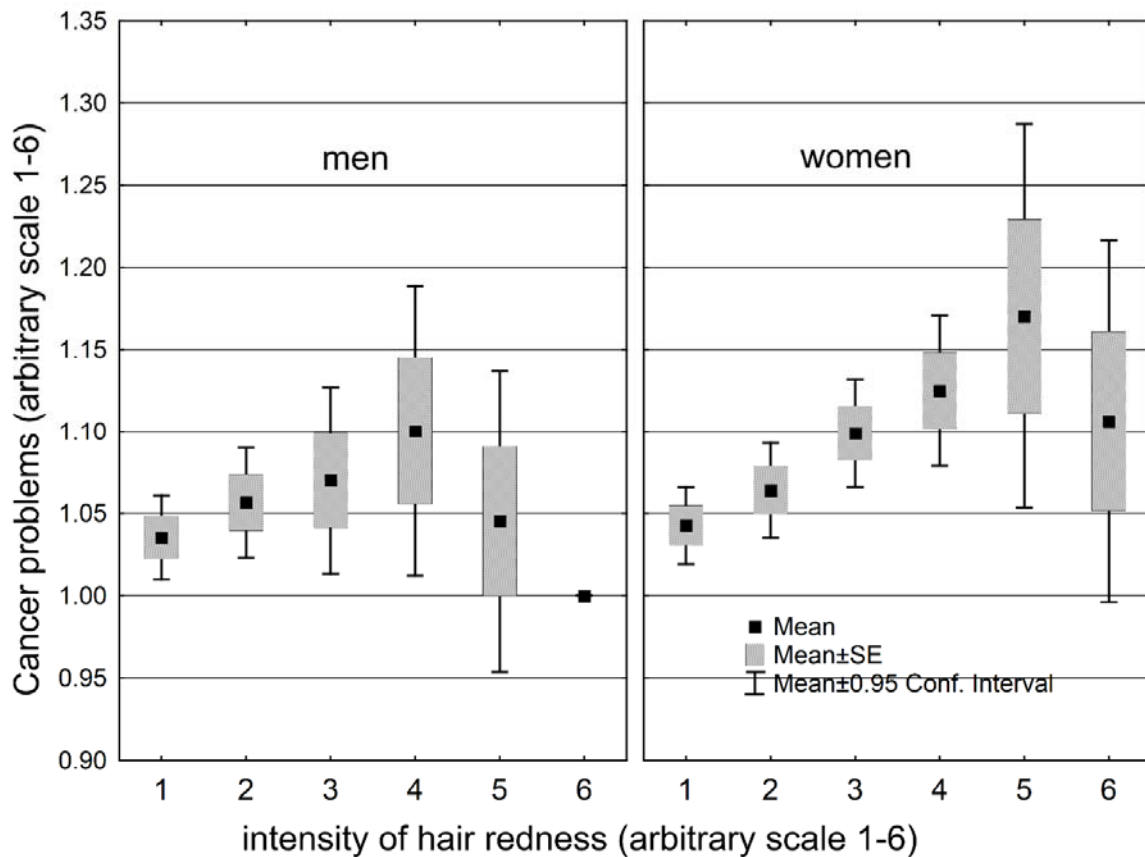 Cancer problems (arbitrary scale 1-6)
1.35
1.30
1.25
1.20
1.15
1.10
1.05
1.00
0.95
0.90
men
women
Mean
Mean±SE
Mean±0.95 Conf. Interval
1 2 3 4 5 6 1 2 3 4 5 6
intensity of hair redness (arbitrary scale 1-6)